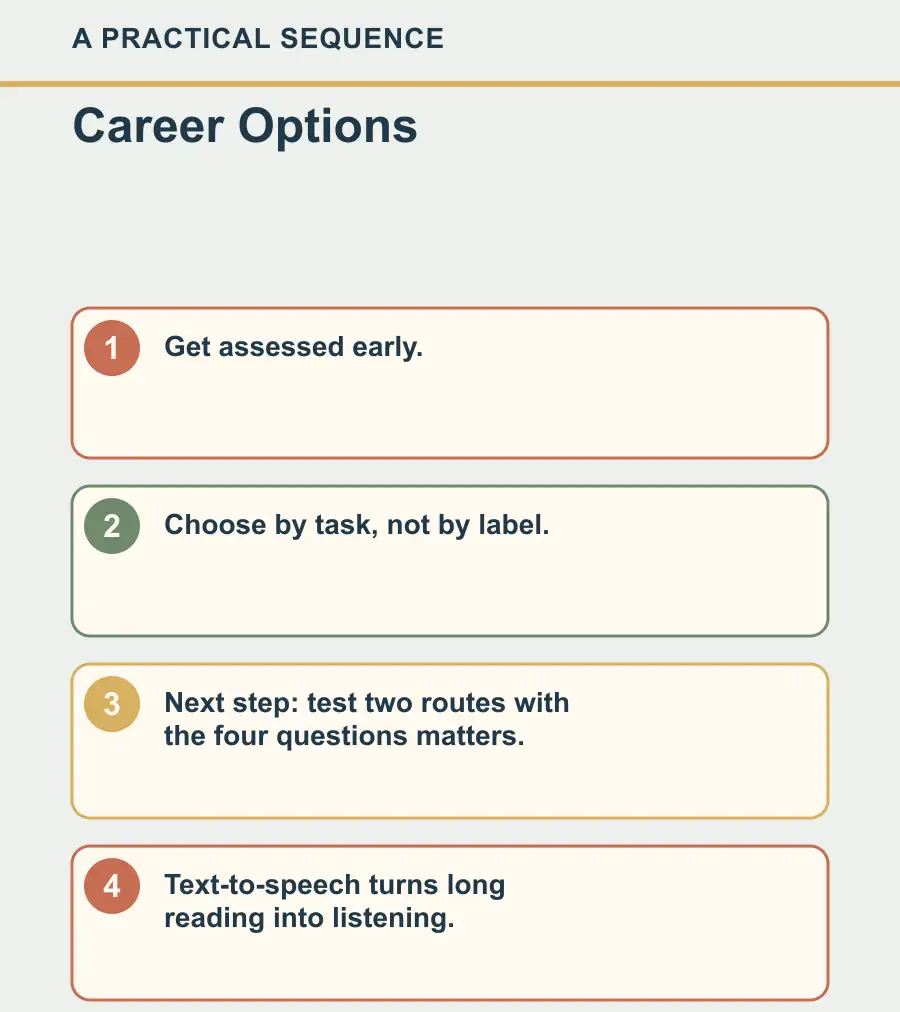 A PRACTICAL SEQUENCE
Career Options
1
Get assessed early.
2
Choose by task, not by label.
3
Next step: test two routes with
the four questions matters.
4
Text-to-speech turns long
reading into listening.